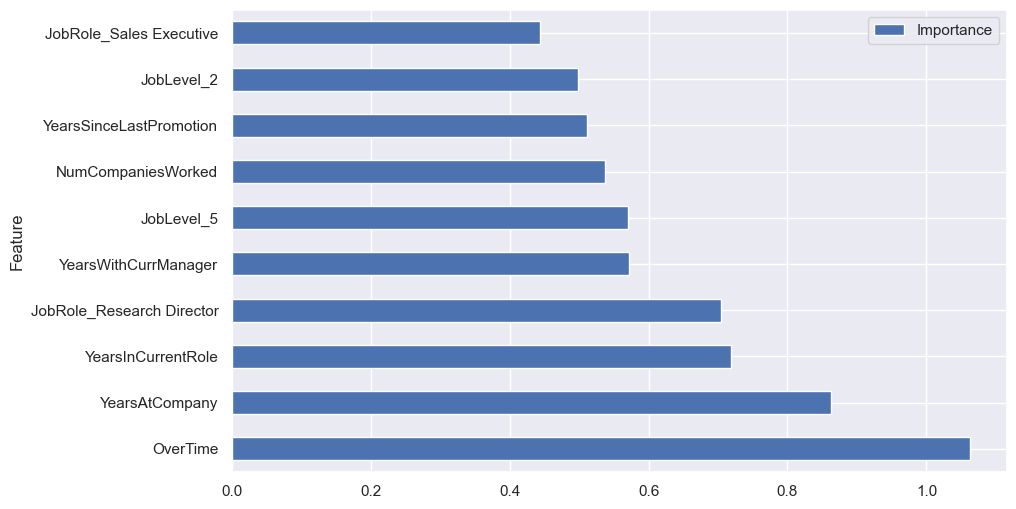 JobRole_Sales Executive
Importance
JobLevel_2
YearsSinceLastPromotion
NumCompaniesWorked
JobLevel_5
Feature
YearsWithCurrManager
JobRole_Research Director
YearsInCurrentRole
YearsAtCompany
OverTime
0.0 0.2 0.4 0.6 0.8 1.0